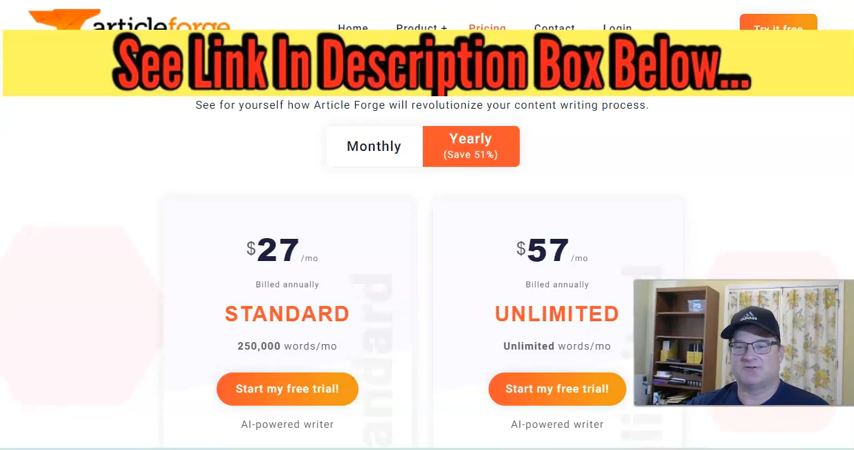 articleforge
Home Product + Pricing Contact Login
Try it free
See Link In Description Box Below...
See for yourself how Article Forge will revolutionize your content writing process.
Monthly
Yearly
(Save 51%)
$27/mo
Billed annually
STANDARD
250,000 words/mo
Start my free trial!
AI-powered writer
$57/mo
Billed annually
UNLIMITED
Unlimited words/mo
Start my free trial!
AI-powered writer